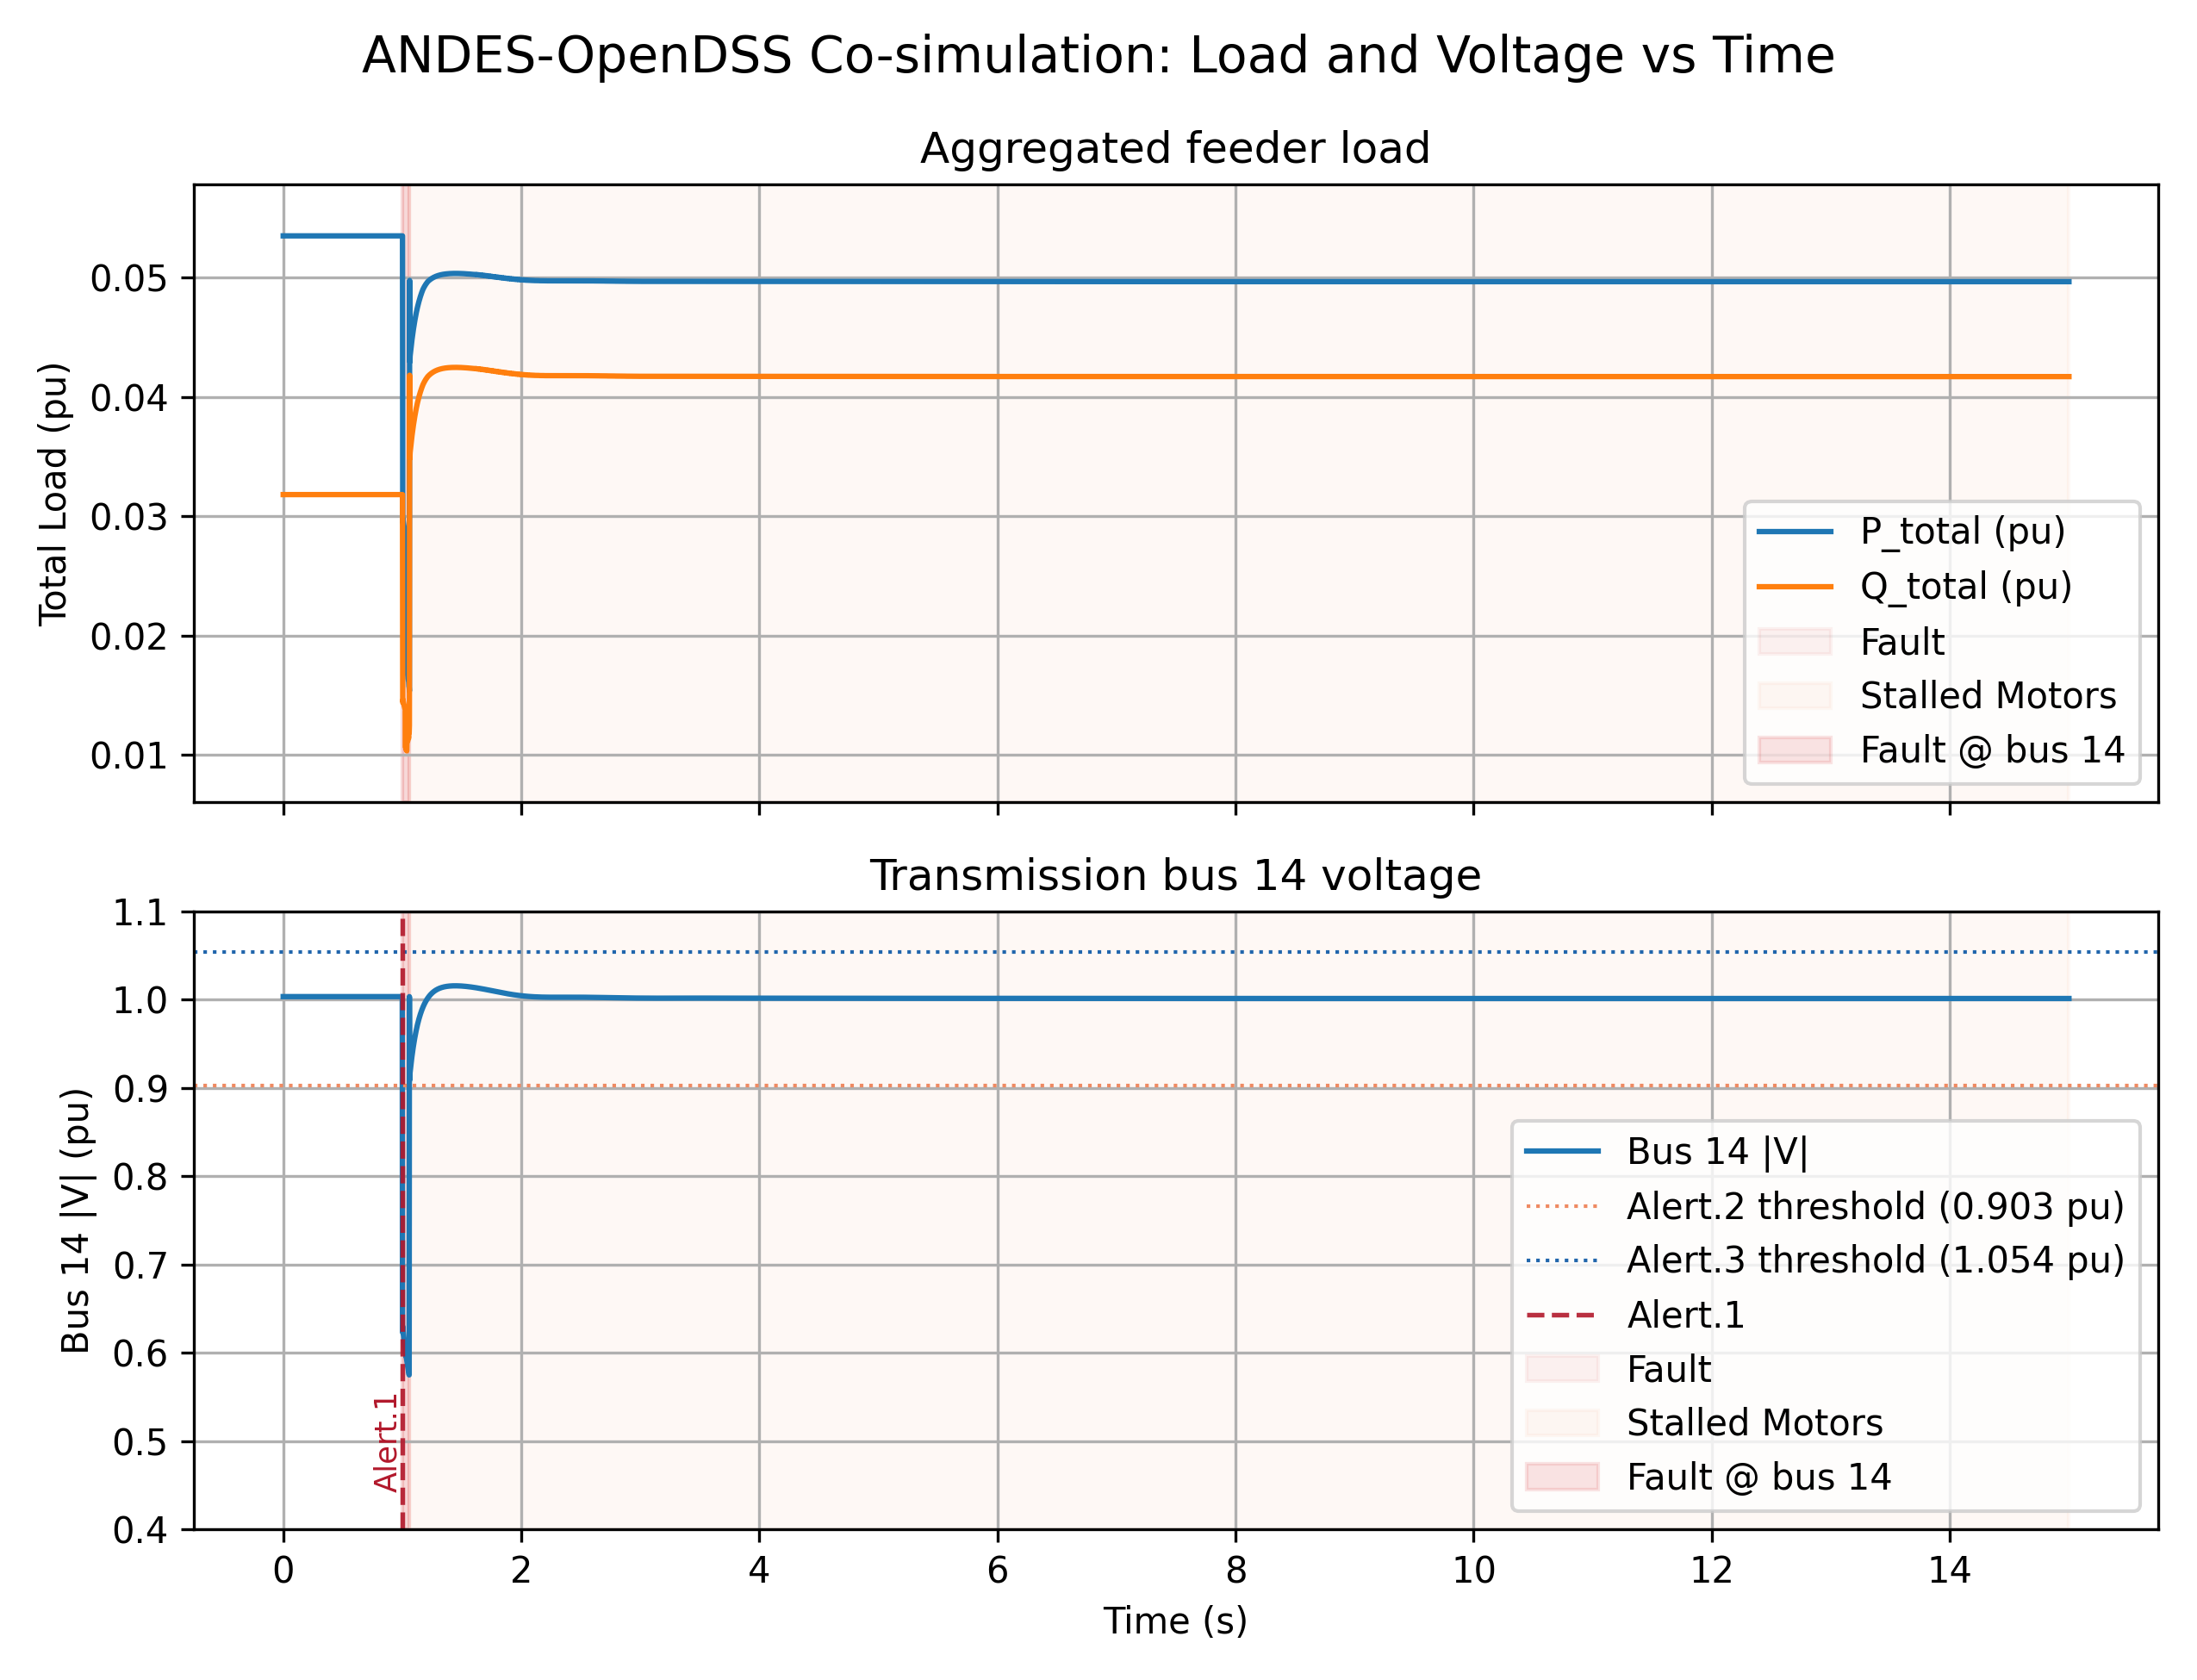 ANDES-OpenDSS Co-simulation: Load and Voltage vs Time
Aggregated feeder load
Total Load (pu)
0.05
0.04
0.03
0.02
0.01
P_total (pu)
Q_total (pu)
Fault
Stalled Motors
Fault @ bus 14
Transmission bus 14 voltage
Bus 14 |V| (pu)
1.1
1.0
0.9
0.8
0.7
0.6
0.5
0.4
Alert.1
Bus 14 |V|
Alert.2 threshold (0.903 pu)
Alert.3 threshold (1.054 pu)
Alert.1
Fault
Stalled Motors
Fault @ bus 14
0 2 4 6 8 10 12 14
Time (s)